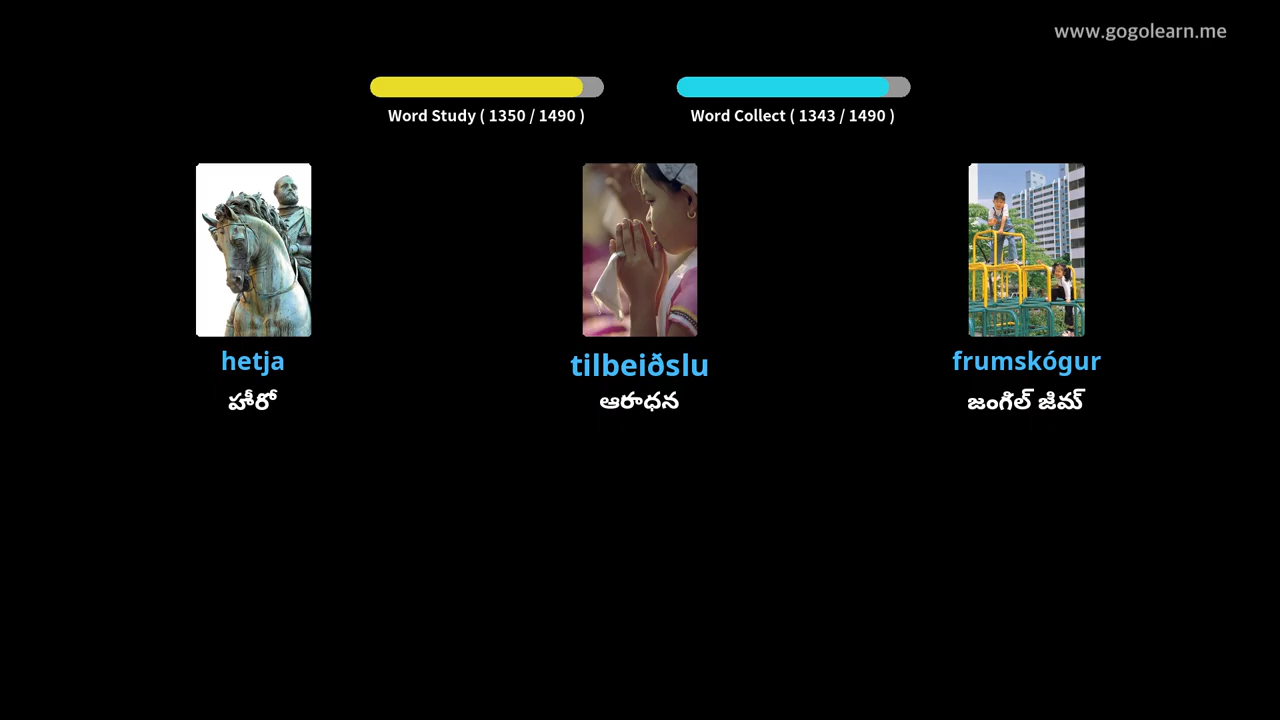 www.gogolearn.me
Word Study ( 1350 / 1490 )
Word Collect ( 1343 / 1490 )
hetja
tilbeiðslu
frumskógur
హీరో
ఆరాధన
జంగిల్ జిమ్